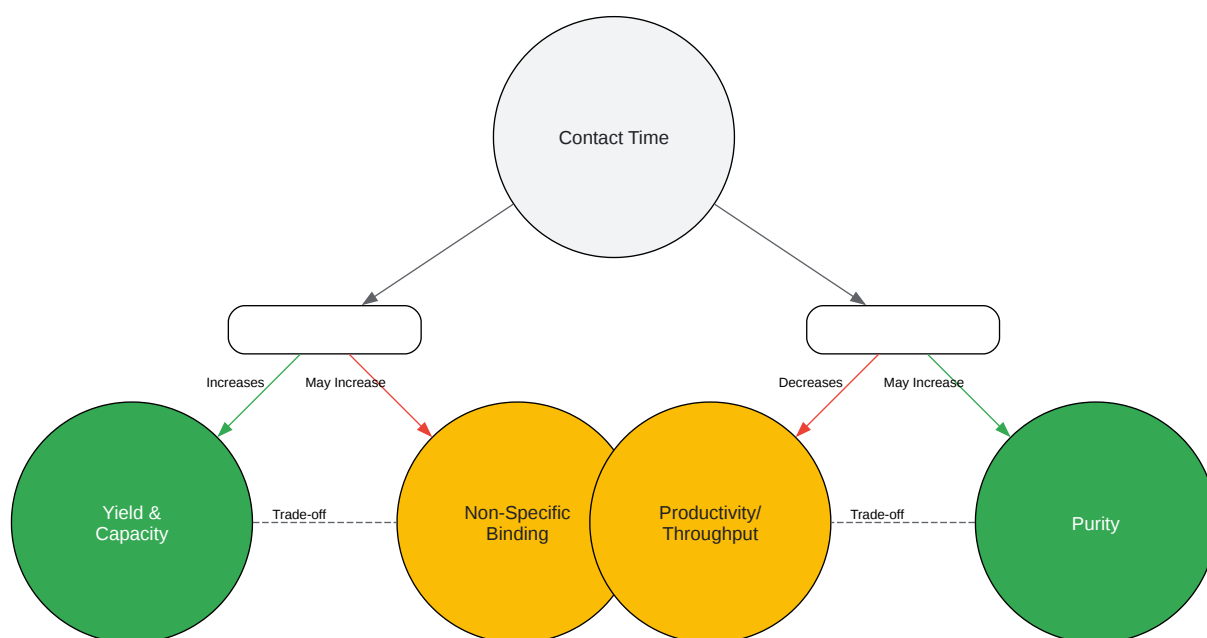 Contact Time
Increases
May Increase
Decreases
May Increase
Yield &
Capacity
Trade-off
Non-Specific
Binding
Productivity/
Throughput
Trade-off
Purity